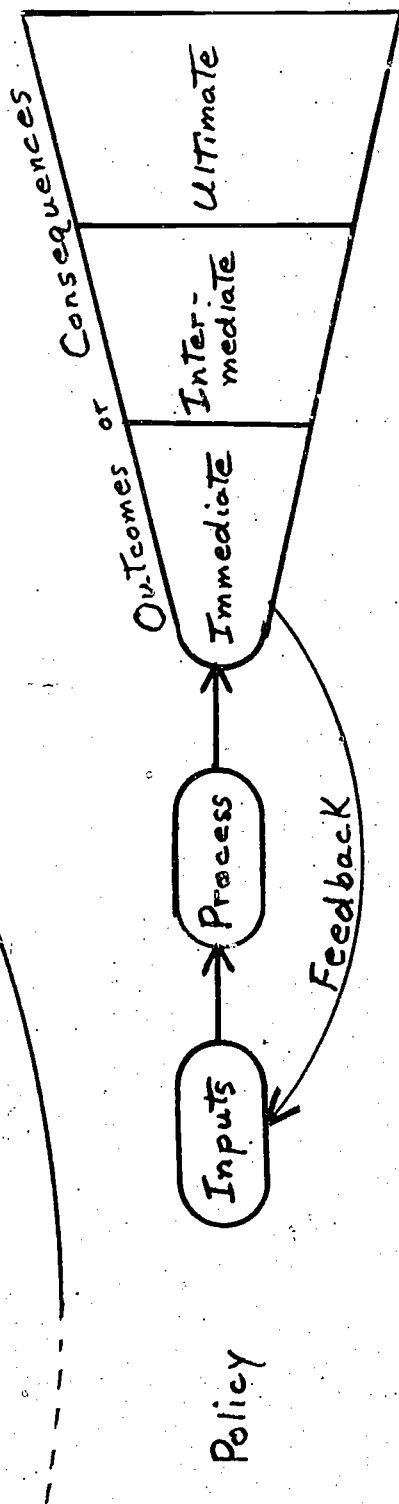 Outcomes or Consequences
Policy
Inputs
Process
Immediate
Inter-
mediate
Ultimate
Feedback